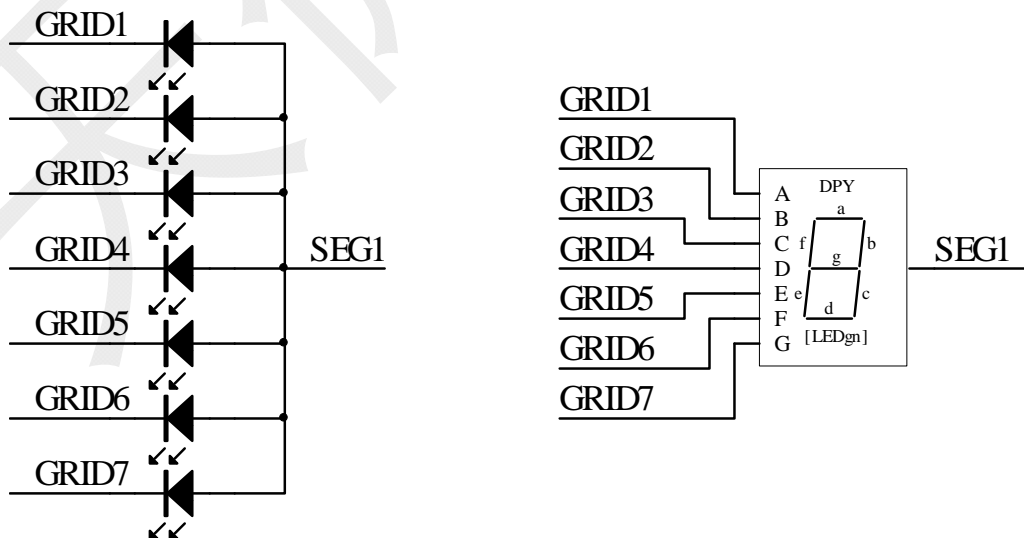 GRID1
GRID2
GRID3
GRID4
GRID5
GRID6
GRID7
SEG1
GRID1
GRID2
GRID3
GRID4
GRID5
GRID6
GRID7
A
B
C
D
E
F
G
DPY
a
f b
g
e c
d
[LEDgn]
SEG1